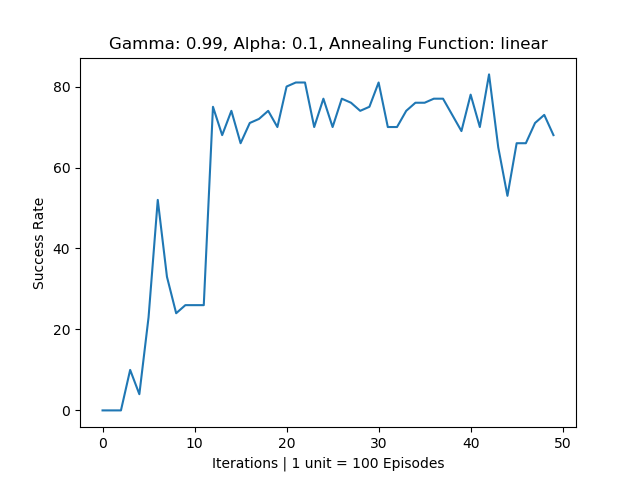 Gamma: 0.99, Alpha: 0.1, Annealing Function: linear
80
60
40
20
0
Success Rate
0 10 20 30 40 50
Iterations | 1 unit = 100 Episodes